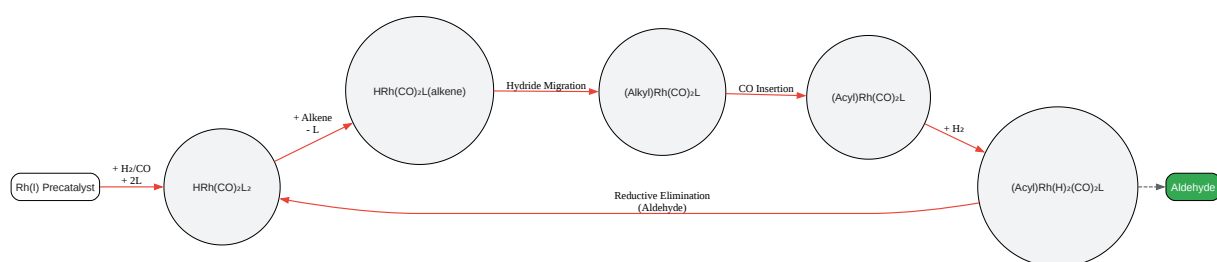 Rh(I) Precatalyst
+ H₂/CO
+ 2L
HRh(CO)₂L₂
+ Alkene
- L
HRh(CO)₂L(alkene)
Hydride Migration
(Alkyl)Rh(CO)₂L
CO Insertion
(Acyl)Rh(CO)₂L
+ H₂
(Acyl)Rh(H)₂(CO)₂L
Reductive Elimination
(Aldehyde)
Aldehyde